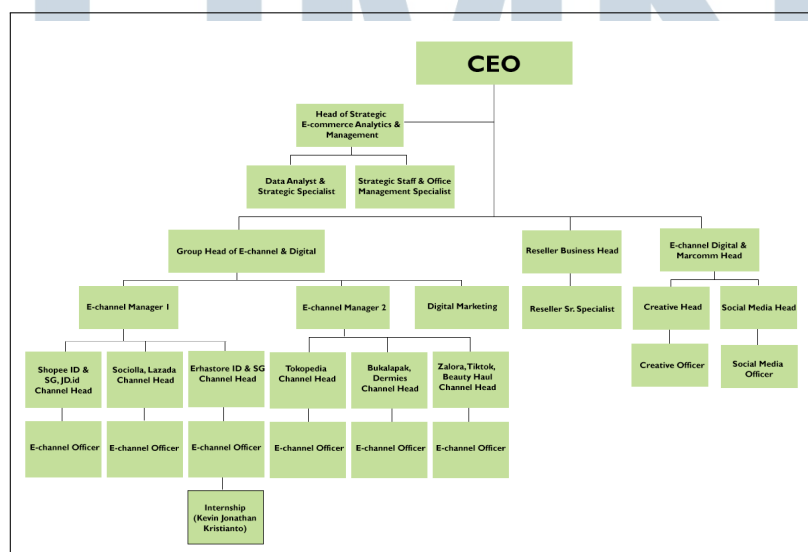 CEO
Head of Strategic
E-commerce Analytics &
Management
Data Analyst &
Strategic Specialist
Strategic Staff & Office
Management Specialist
Group Head of E-channel & Digital
Reseller Business Head
E-channel Digital &
Marcomm Head
E-channel Manager 1
E-channel Manager 2
Digital Marketing
Reseller Sr. Specialist
Creative Head
Social Media Head
Shopee ID &
SG, JD.id
Channel Head
Sociolla, Lazada
Channel Head
Erhastore ID & SG
Channel Head
Tokopedia
Channel Head
Bukalapak,
Dermies
Channel Head
Zalora, Tiktok,
Beauty Haul
Channel Head
Creative Officer
Social Media
Officer
E-channel Officer
E-channel Officer
E-channel Officer
E-channel Officer
E-channel Officer
E-channel Officer
Internship
(Kevin Jonathan
Kristianto)